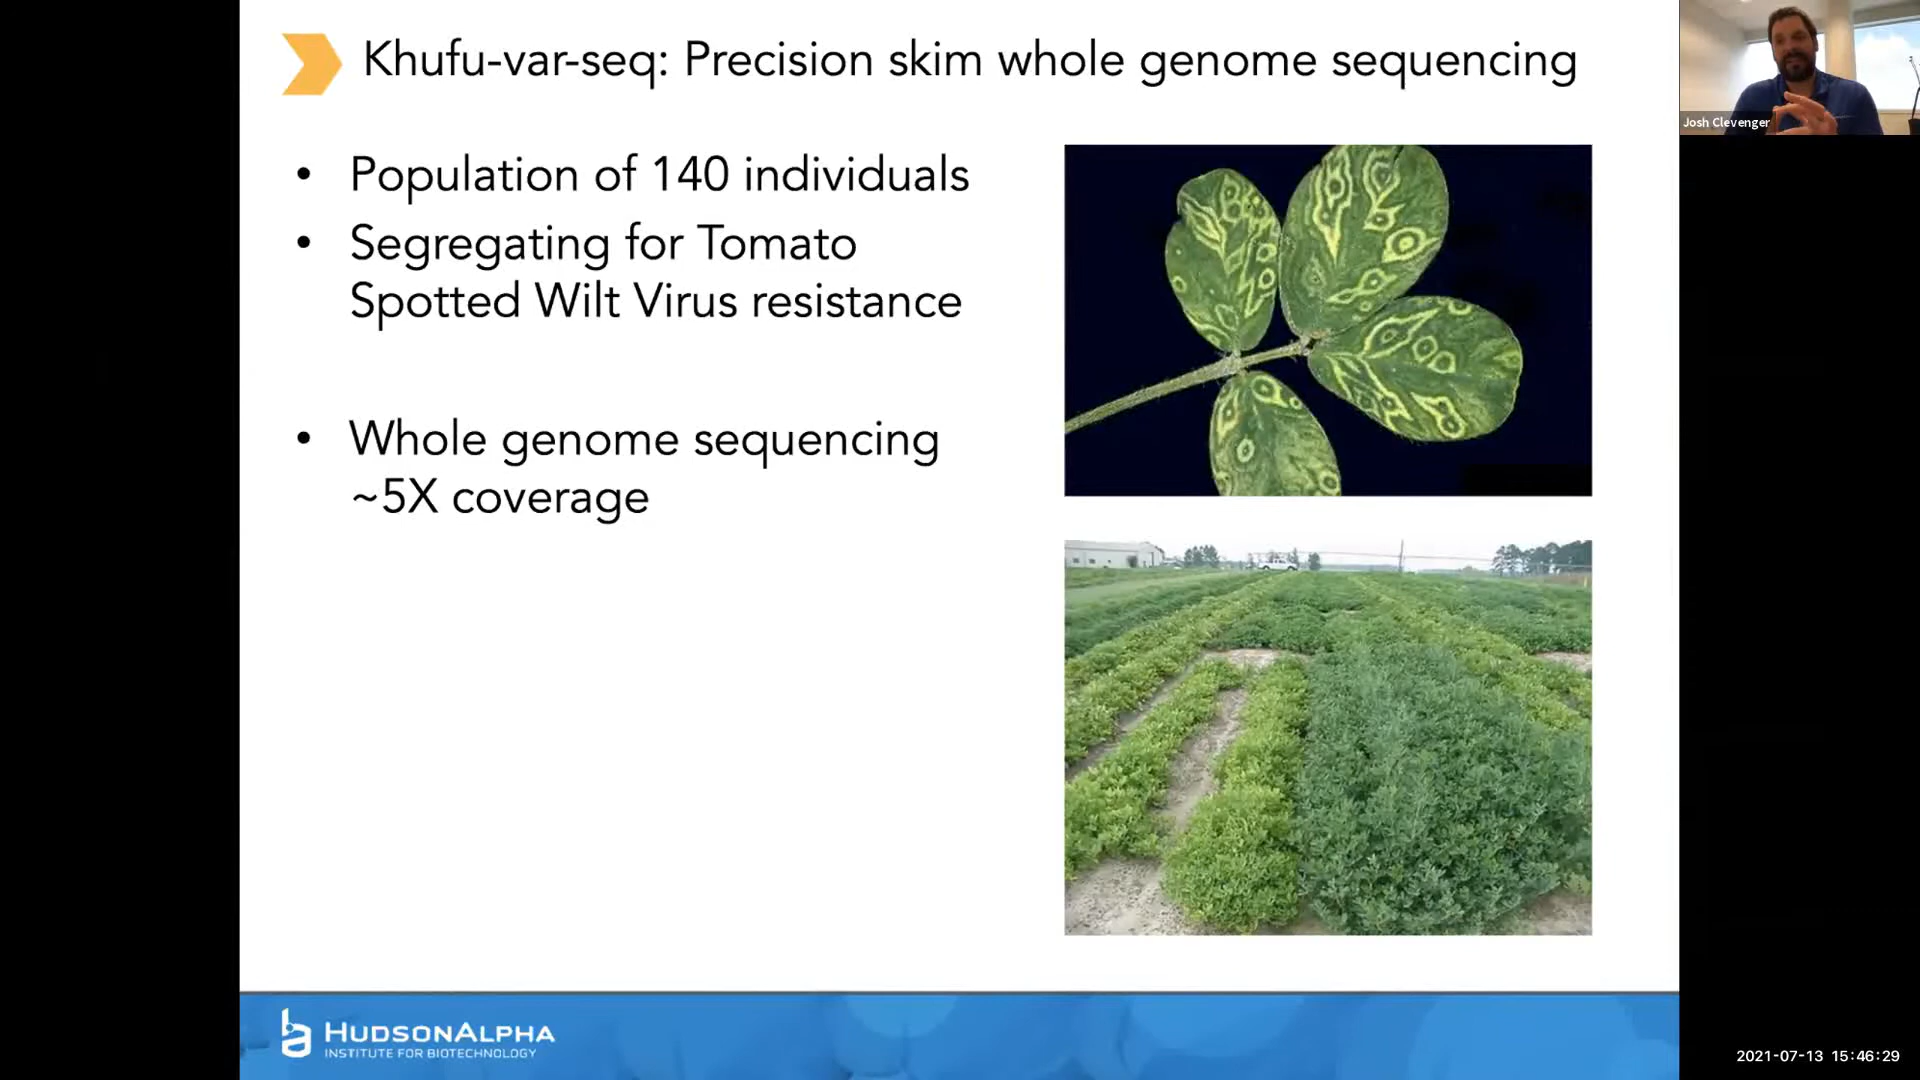 Khufu-var-seq: Precision skim whole genome sequencing
Josh Clevenger
• Population of 140 individuals
• Segregating for Tomato
Spotted Wilt Virus resistance
• Whole genome sequencing
~5X coverage
HUDSONALPHA
INSTITUTE FOR BIOTECHNOLOGY
2021-07-13 15:46:29